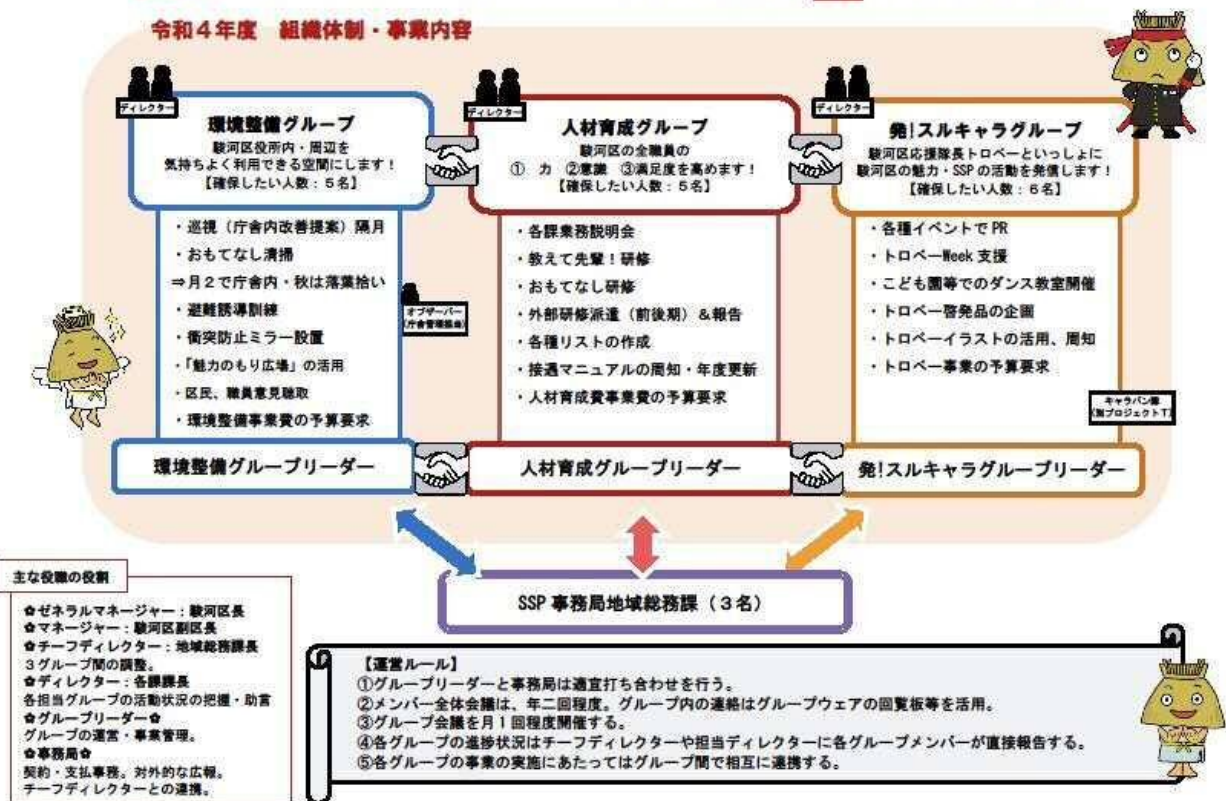 令和４年度　組織体制・事業内容
ディレクター
環境整備グループ
駿河区役所内・周辺を
気持ちよく利用できる空間にします！
【確保したい人数：５名】
・巡視（庁舎内改善提案）隔月
・おもてなし清掃
⇒月２で庁舎内・秋は落葉拾い
・避難誘導訓練
・衝突防止ミラー設置
・「魅力のもり広場」の活用
・区民、職員意見聴取
・環境整備事業費の予算要求
オブザーバー
（庁舎管理担当）
環境整備グループリーダー
ディレクター
人材育成グループ
駿河区の全職員の
①　力　②意識　③満足度を高めます！
【確保したい人数：５名】
・各課業務説明会
・教えて先輩！研修
・おもてなし研修
・外部研修派遣（前後期）＆報告
・各種リストの作成
・接遇マニュアルの周知・年度更新
・人材育成費事業費の予算要求
人材育成グループリーダー
ディレクター
発！スルキャラグループ
駿河区応援隊長トロベーといっしょに
駿河区の魅力・SSPの活動を発信します！
【確保したい人数：６名】
・各種イベントでPR
・トロベーWeek支援
・こども園等でのダンス教室開催
・トロベー啓発品の企画
・トロベーイラストの活用、周知
・トロベー事業の予算要求
キャラバン隊
（別プロジェクトT）
発！スルキャラグループリーダー
SSP事務局地域総務課（３名）
主な役職の役割
✿ゼネラルマネージャー：駿河区長
✿マネージャー：駿河区副区長
✿チーフディレクター：地域総務課長
３グループ間の調整。
✿ディレクター：各課課長
各担当グループの活動状況の把握・助言
✿グループリーダー✿
グループの運営・事業管理。
✿事務局✿
契約・支払事務。対外的な広報。
チーフディレクターとの連携。
【運営ルール】
①グループリーダーと事務局は適宜打ち合わせを行う。
②メンバー全体会議は、年二回程度。グループ内の連絡はグループウェアの回覧板等を活用。
③グループ会議を月１回程度開催する。
④各グループの進捗状況はチーフディレクターや担当ディレクターに各グループメンバーが直接報告する。
⑤各グループの事業の実施にあたってはグループ間で相互に連携する。